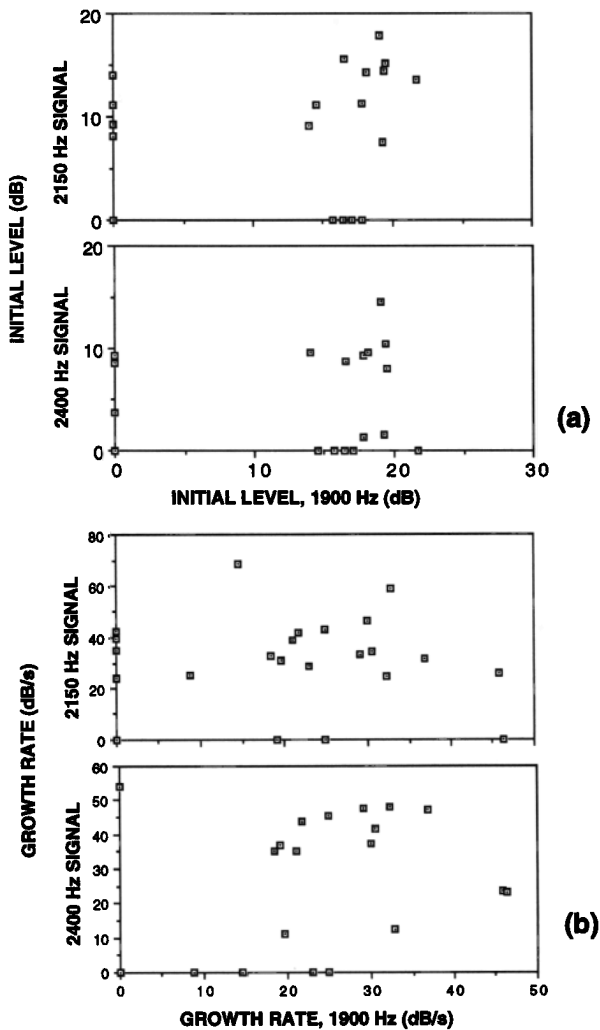 INITIAL LEVEL (dB)
2150 Hz SIGNAL
20
10
0
2400 Hz SIGNAL
20
10
0
0 10 20 30
INITIAL LEVEL, 1900 Hz (dB)
(a)
GROWTH RATE (dB/s)
2150 Hz SIGNAL
80
60
40
20
0
2400 Hz SIGNAL
60
50
40
30
20
10
0
0 10 20 30 40 50
GROWTH RATE, 1900 Hz (dB/s)
(b)